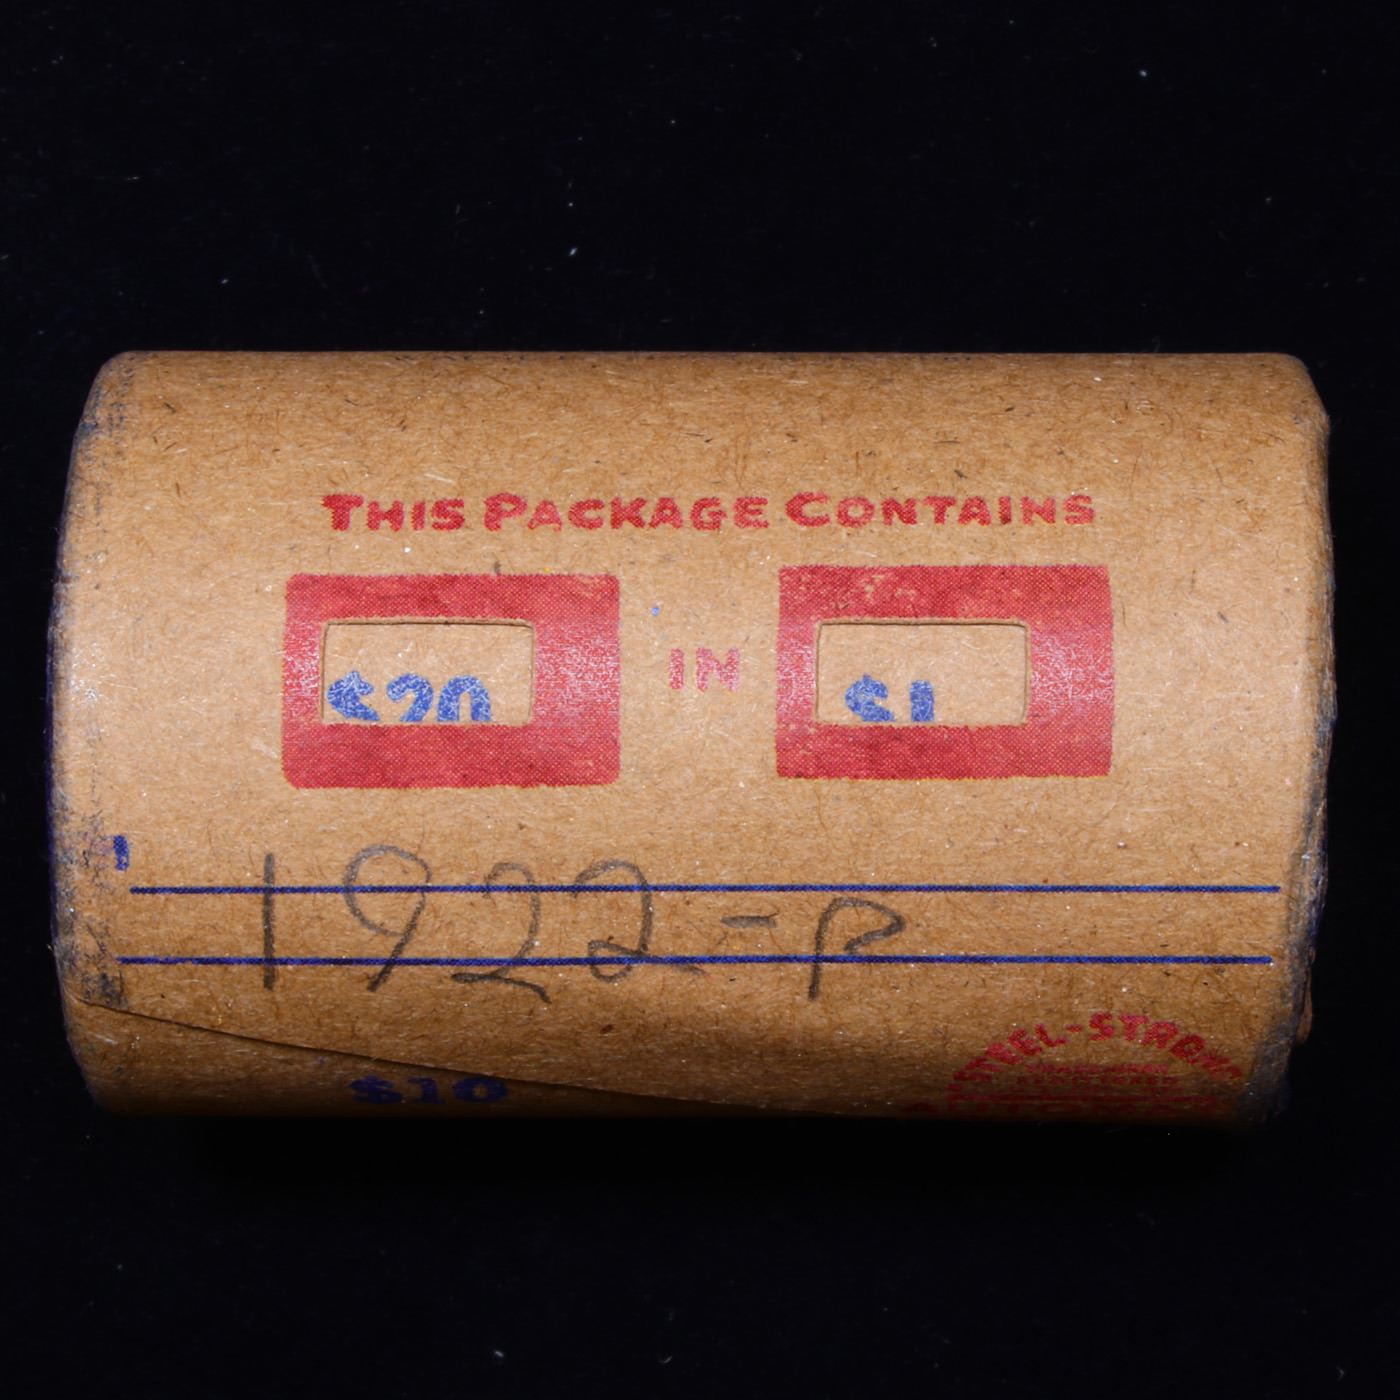 THIS PACKAGE CONTAINS
$20 IN $1
1922-P
$10
STEEL-STRONG